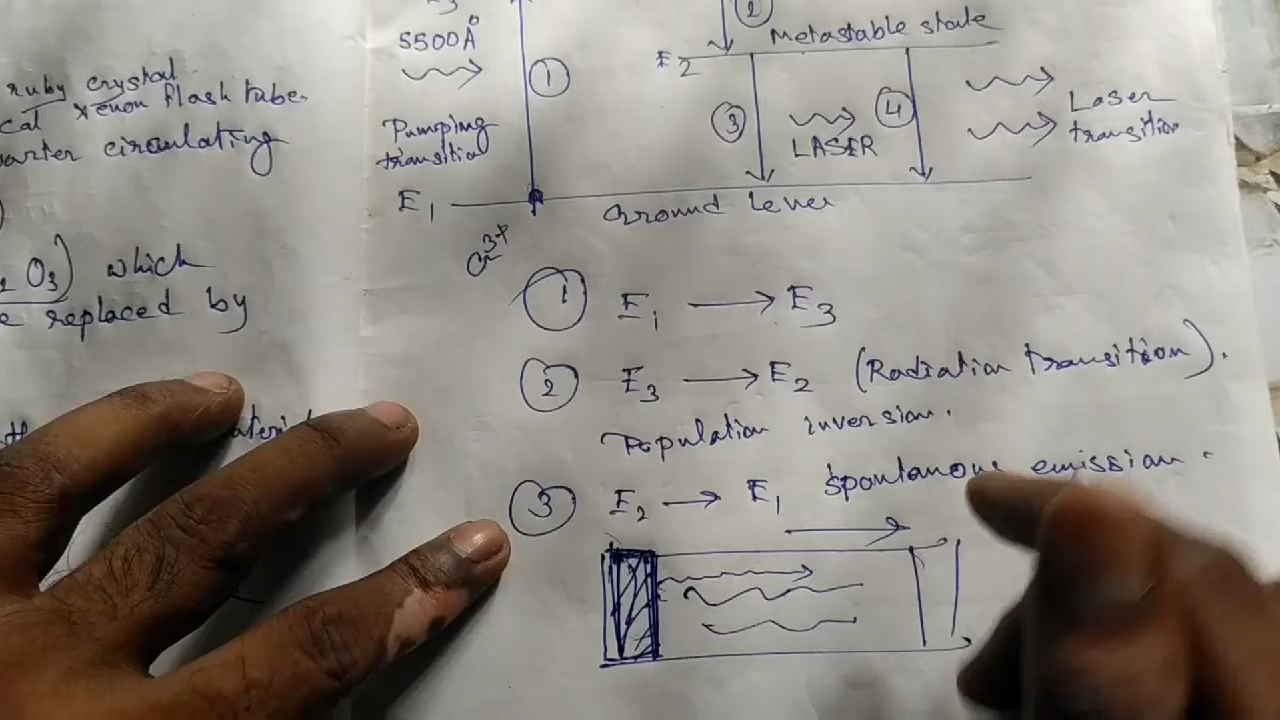 ruby crystal
xenon flash tube.
circulating
O3) which
replaced by
5500Å
①
Pumping
transition
E1
Cr3+
②
E2
Metastable state
③
LASER
④
Laser
transition
Ground level
① E1 → E3
② E3 → E2 (Radiation transition).
Population inversion.
③ E2 → E1 spontanous emission.